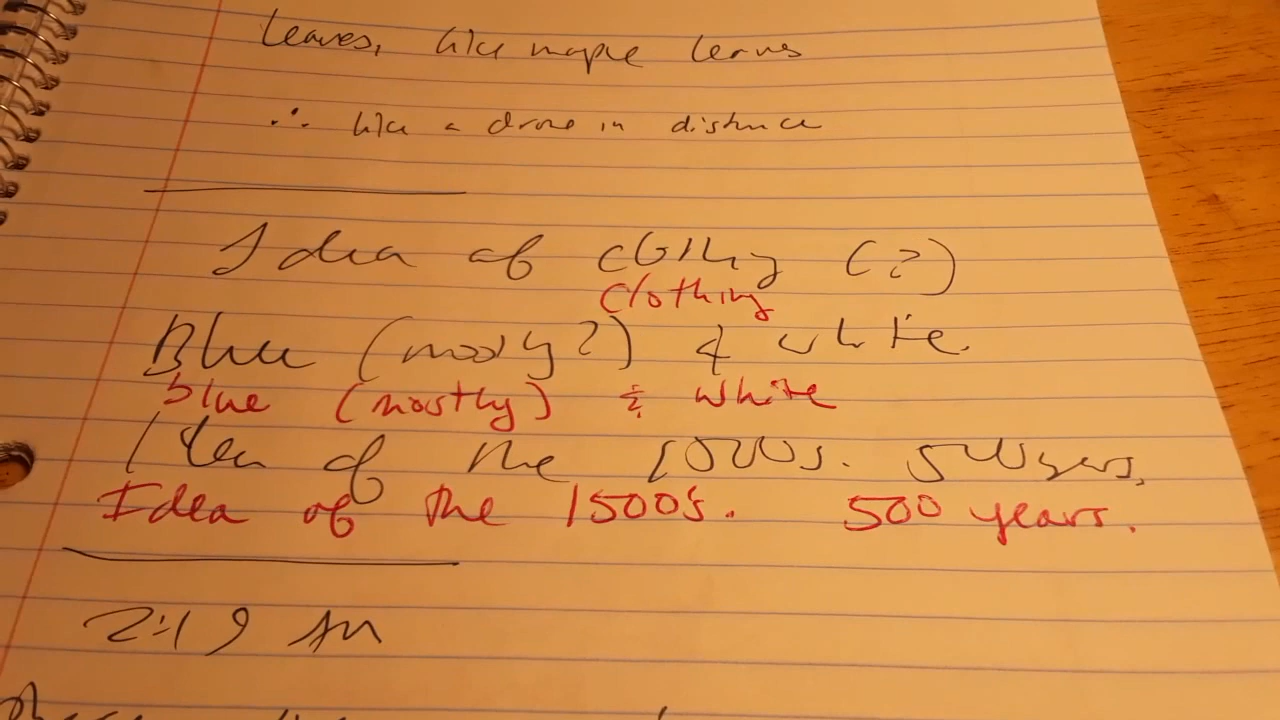 leaves, like maple leaves
∴ like a drone in distance
Idea of clothing (?)
clothing
Blue (mostly?) & white.
blue (mostly) & white
Idea of the 1500s. 500 years.
Idea of the 1500s. 500 years.
2:19 AM